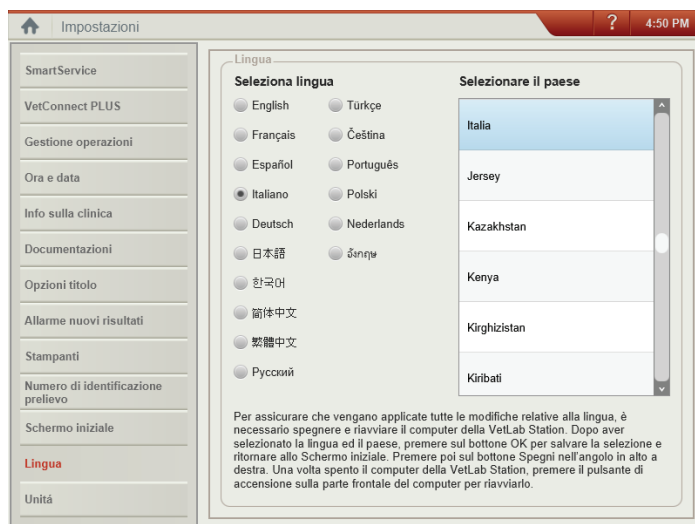 Impostazioni
? 4:50 PM
SmartService
VetConnect PLUS
Gestione operazioni
Ora e data
Info sulla clinica
Documentazioni
Opzioni titolo
Allarme nuovi risultati
Stampanti
Numero di identificazione
prelievo
Schermo iniziale
Lingua
Unitá
Lingua
Seleziona lingua
English
Türkçe
Français
Čeština
Español
Português
Italiano
Polski
Deutsch
Nederlands
日本語
อังกฤษ
한국어
简体中文
繁體中文
Русский
Selezionare il paese
Italia
Jersey
Kazakhstan
Kenya
Kirghizistan
Kiribati
Per assicurare che vengano applicate tutte le modifiche relative alla lingua, è
necessario spegnere e riavviare il computer della VetLab Station. Dopo aver
selezionato la lingua ed il paese, premere sul bottone OK per salvare la selezione e
ritornare allo Schermo iniziale. Premere poi sul bottone Spegni nell'angolo in alto a
destra. Una volta spento il computer della VetLab Station, premere il pulsante di
accensione sulla parte frontale del computer per riavviarlo.